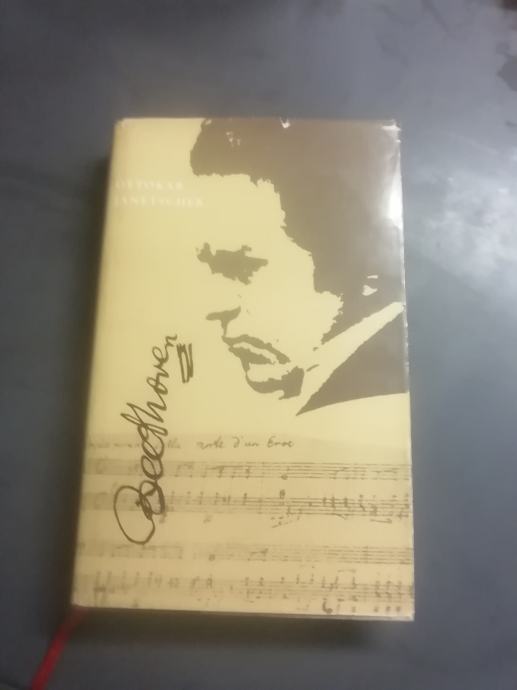 OTTOKAR
JANETSCHEK
Beethoven
morte d'un Eroe